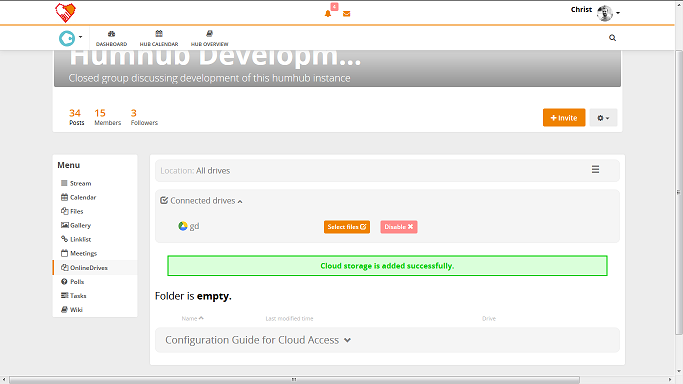 Christ
DASHBOARD HUB CALENDAR HUB OVERVIEW
Humhub Developm...
Closed group discussing development of this humhub instance
34 15 3
Posts Members Followers
+ Invite
Menu
Stream
Calendar
Files
Gallery
Linklist
Meetings
OnlineDrives
Polls
Tasks
Wiki
Location: All drives
Connected drives
gd Select files Disable
Cloud storage is added successfully.
Folder is empty.
Name Last modified time Drive
Configuration Guide for Cloud Access